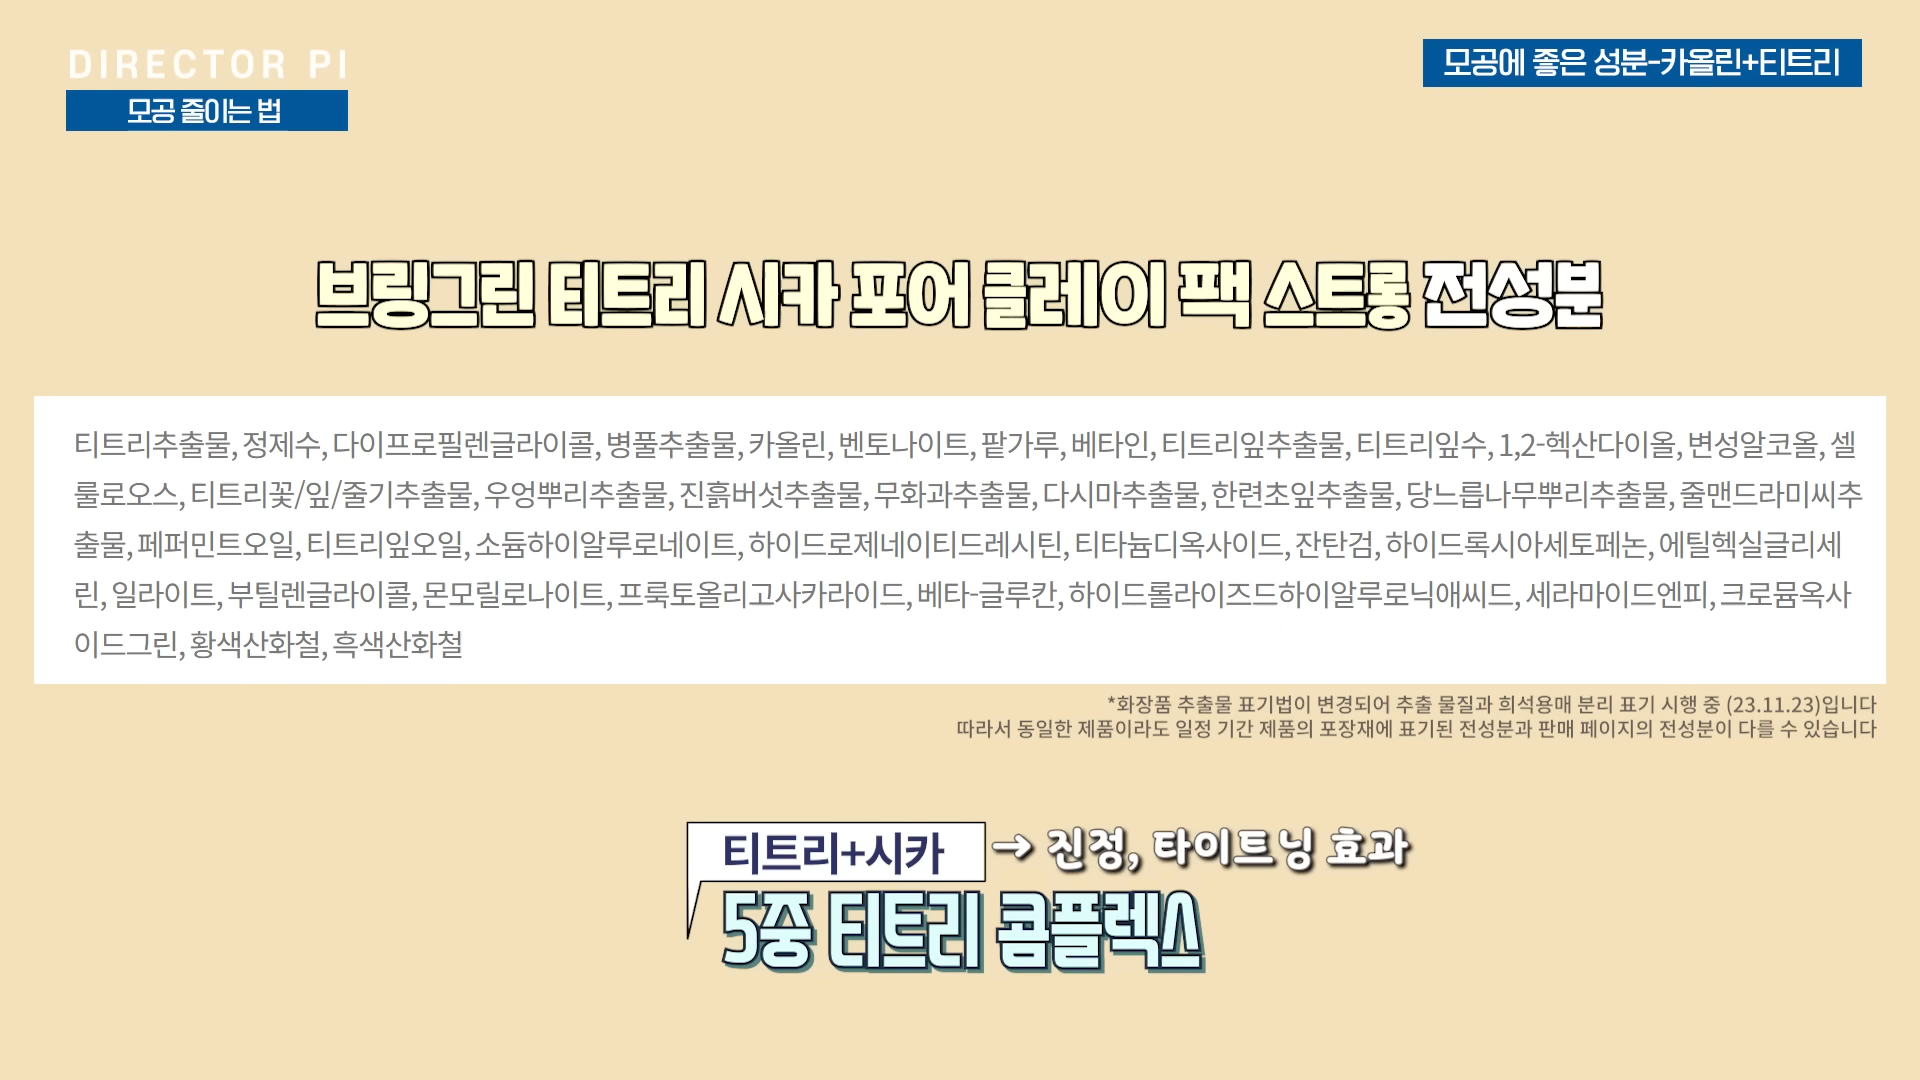 DIRECTOR PI
모공 줄이는 법
모공에 좋은 성분-카올린+티트리
브링그린 티트리 시카 포어 클레이 팩 스트롱 전성분
티트리추출물, 정제수, 다이프로필렌글라이콜, 병풀추출물, 카올린, 벤토나이트, 팥가루, 베타인, 티트리잎추출물, 티트리잎수, 1,2-헥산다이올, 변성알코올, 셀
룰로오스, 티트리꽃/잎/줄기추출물, 우엉뿌리추출물, 진흙버섯추출물, 무화과추출물, 다시마추출물, 한련초잎추출물, 당느릅나무뿌리추출물, 줄맨드라미씨추
출물, 페퍼민트오일, 티트리잎오일, 소듐하이알루로네이트, 하이드로제네이티드레시틴, 티타늄디옥사이드, 잔탄검, 하이드록시아세토페논, 에틸헥실글리세
린, 일라이트, 부틸렌글라이콜, 몬모릴로나이트, 프룩토올리고사카라이드, 베타-글루칸, 하이드롤라이즈드하이알루로닉애씨드, 세라마이드엔피, 크로뮴옥사
이드그린, 황색산화철, 흑색산화철
*화장품 추출물 표기법이 변경되어 추출 물질과 희석용매 분리 표기 시행 중 (23.11.23)입니다
따라서 동일한 제품이라도 일정 기간 제품의 포장재에 표기된 전성분과 판매 페이지의 전성분이 다를 수 있습니다
티트리+시카 → 진정, 타이트닝 효과
5중 티트리 콤플렉스